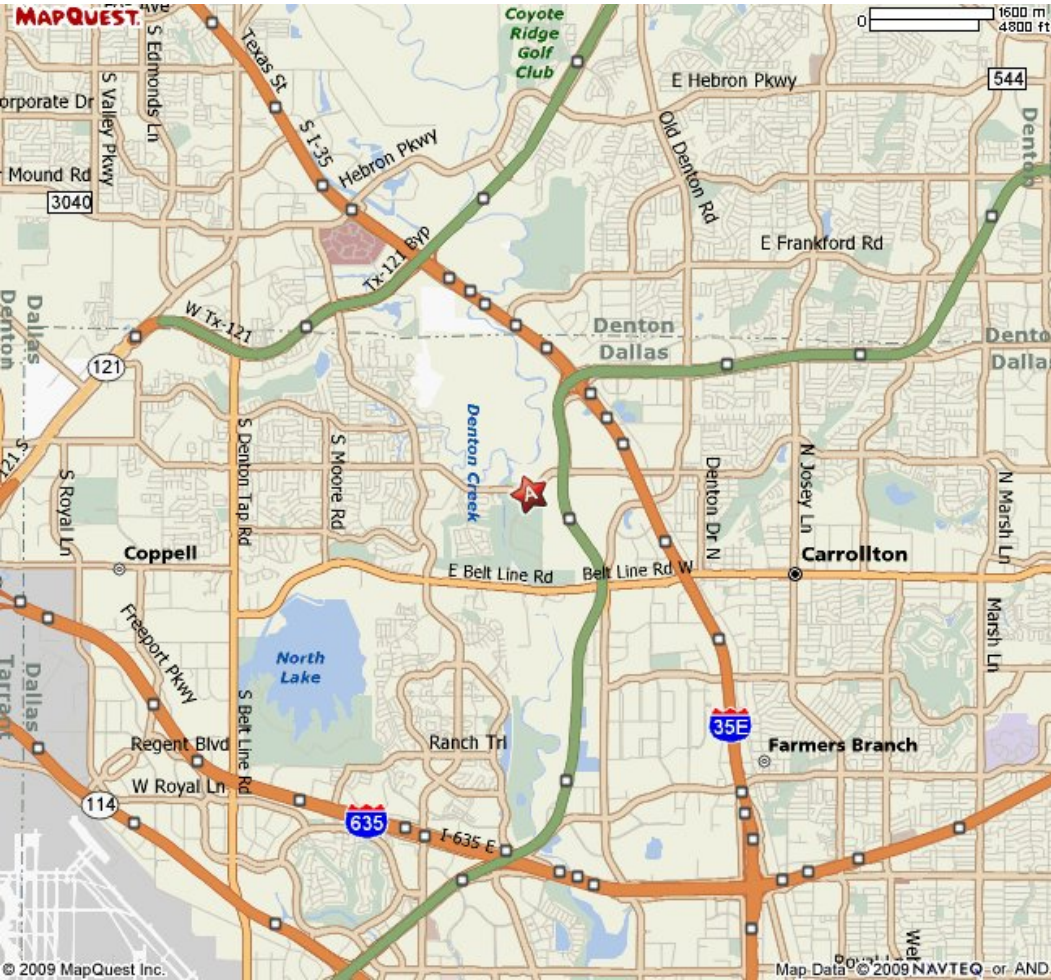 MAPQUEST.
1600 m
0
4800 ft
Coyote
Ridge
Golf
Club
S Edmonds Ln
Texas St
E Hebron Pkwy
544
S Valley Pkwy
orporate Dr
S I-35
Hebron Pkwy
Old Denton Rd
Denton
Mound Rd
3040
E Frankford Rd
Tx-121 Byp
W Tx-121
Denton
Dallas
Denton
Dallas
Dento
Dallas
121
121 S
Denton Creek
S Denton Tap Rd
S Moore Rd
S Royal Ln
A
Denton Dr N
N Josey Ln
N Marsh Ln
Coppell
Carrollton
E Belt Line Rd
Belt Line Rd W
Freeport Pkwy
Marsh Ln
North
Lake
Dallas
Tarrant
S Belt Line Rd
35E
Regent Blvd
Ranch Trl
Farmers Branch
W Royal Ln
114
635
I-635 E
© 2009 MapQuest Inc.
Map Data © 2009 NAVTEQ or AND